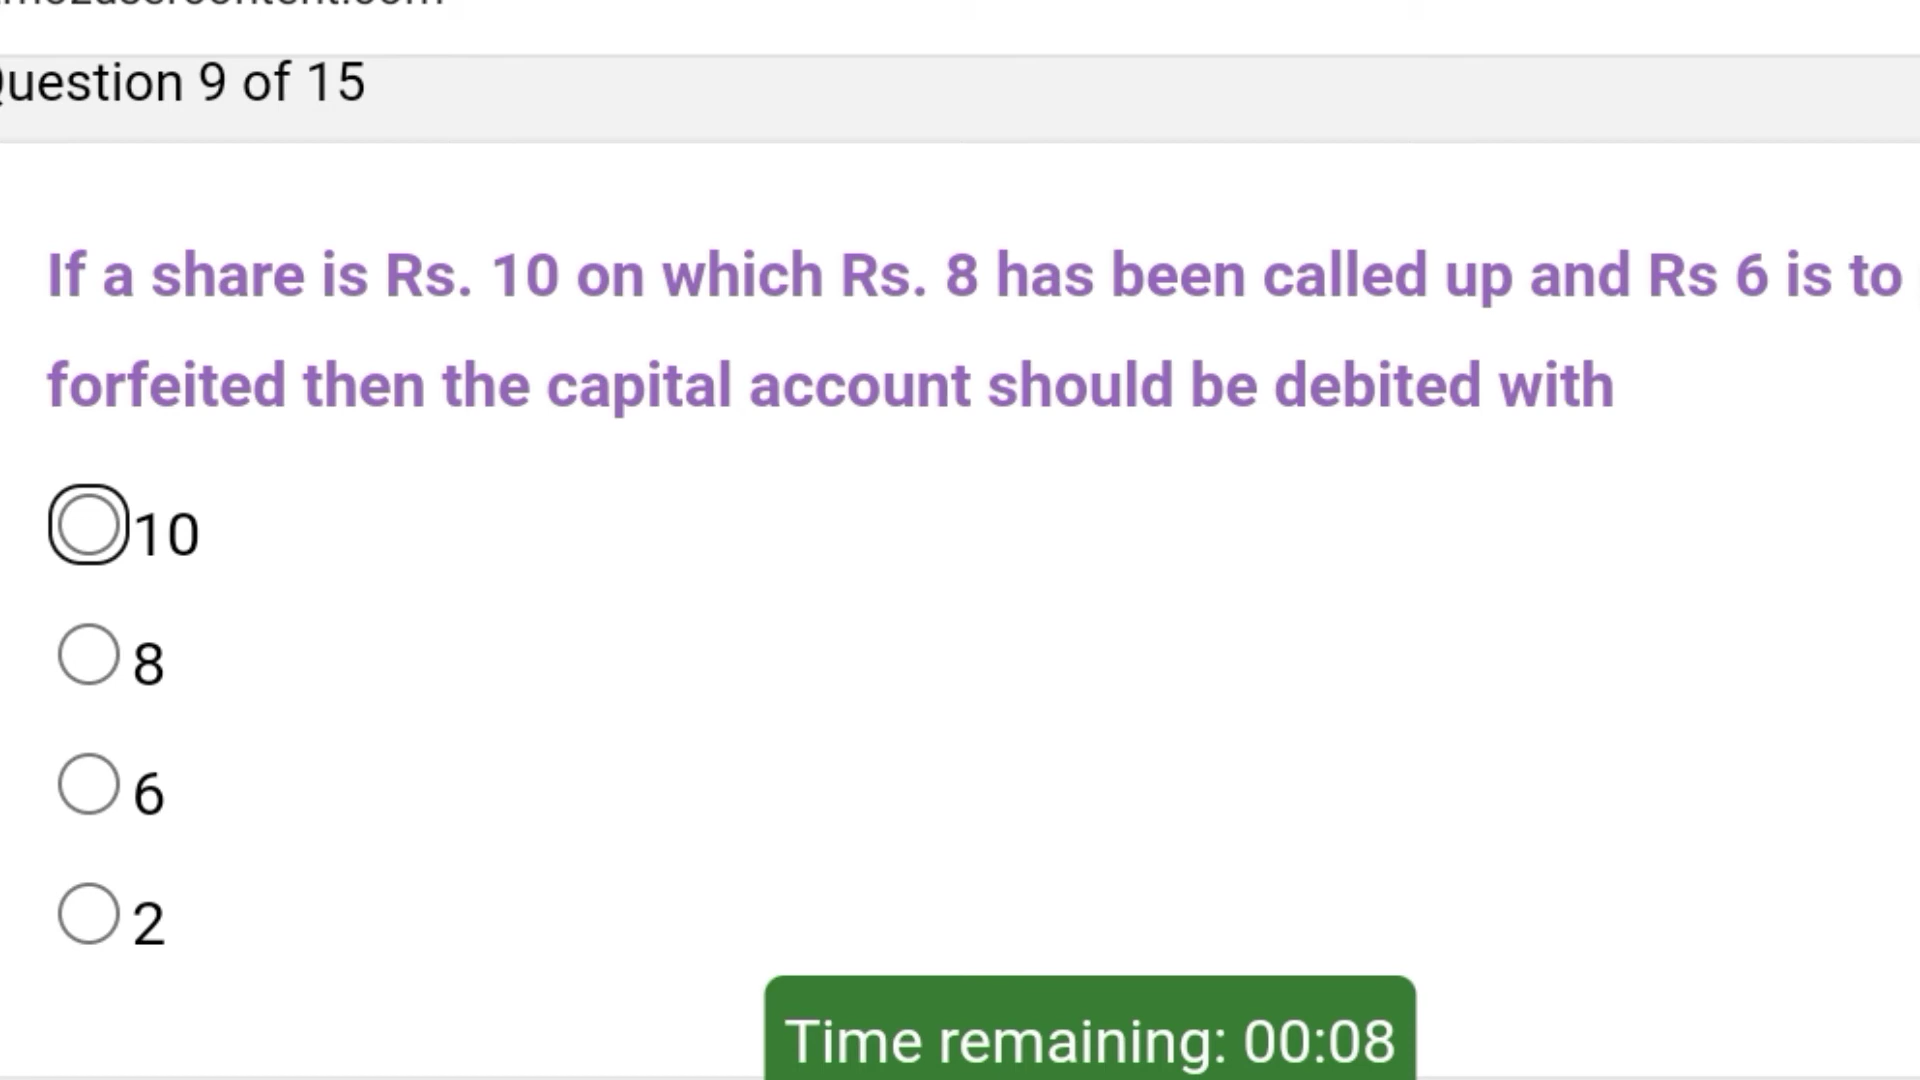 Question 9 of 15
If a share is Rs. 10 on which Rs. 8 has been called up and Rs 6 is to
forfeited then the capital account should be debited with
10
8
6
2
Time remaining: 00:08